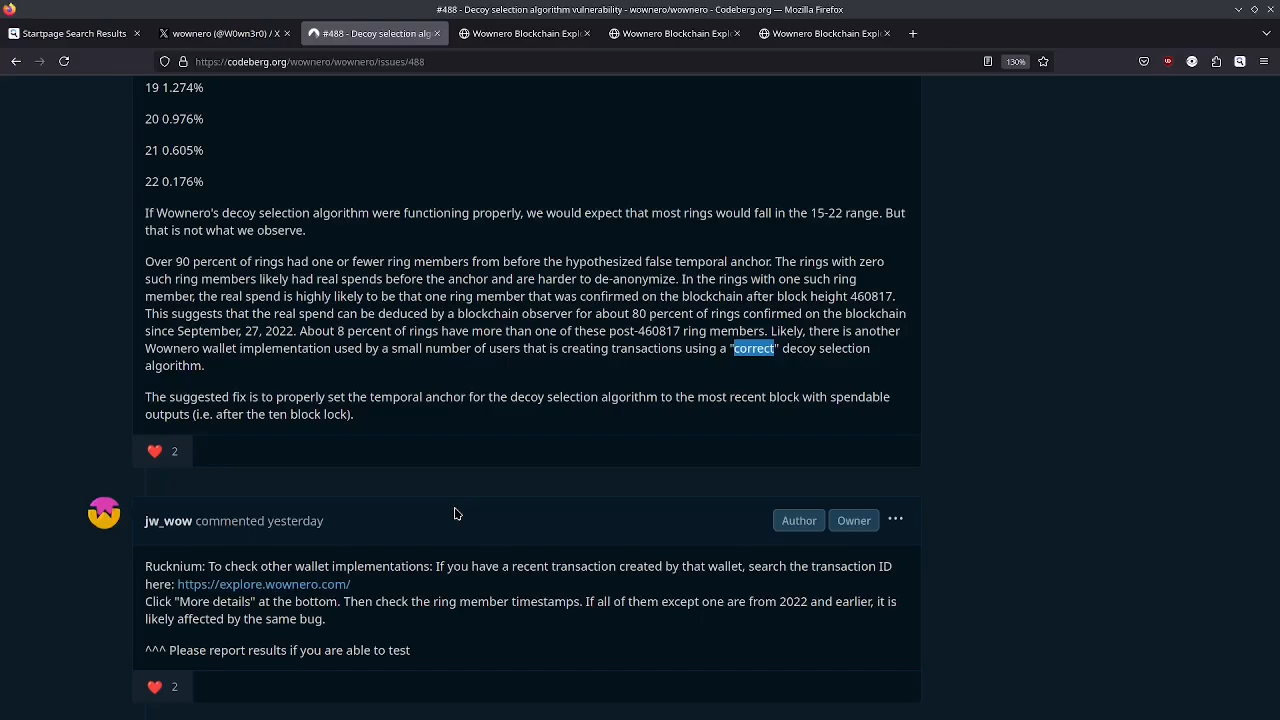 #488 - Decoy selection algorithm vulnerability - wownero/wownero - Codeberg.org — Mozilla Firefox
Startpage Search Results
wownero (@W0wn3r0) / X
#488 - Decoy selection alg
Wownero Blockchain Expl
Wownero Blockchain Expl
Wownero Blockchain Expl
https://codeberg.org/wownero/wownero/issues/488
130%
19 1.274%
20 0.976%
21 0.605%
22 0.176%
If Wownero's decoy selection algorithm were functioning properly, we would expect that most rings would fall in the 15-22 range. But
that is not what we observe.
Over 90 percent of rings had one or fewer ring members from before the hypothesized false temporal anchor. The rings with zero
such ring members likely had real spends before the anchor and are harder to de-anonymize. In the rings with one such ring
member, the real spend is highly likely to be that one ring member that was confirmed on the blockchain after block height 460817.
This suggests that the real spend can be deduced by a blockchain observer for about 80 percent of rings confirmed on the blockchain
since September, 27, 2022. About 8 percent of rings have more than one of these post-460817 ring members. Likely, there is another
Wownero wallet implementation used by a small number of users that is creating transactions using a "correct" decoy selection
algorithm.
The suggested fix is to properly set the temporal anchor for the decoy selection algorithm to the most recent block with spendable
outputs (i.e. after the ten block lock).
2
jw_wow commented yesterday
Author
Owner
Rucknium: To check other wallet implementations: If you have a recent transaction created by that wallet, search the transaction ID
here: https://explore.wownero.com/
Click "More details" at the bottom. Then check the ring member timestamps. If all of them except one are from 2022 and earlier, it is
likely affected by the same bug.
^^^ Please report results if you are able to test
2